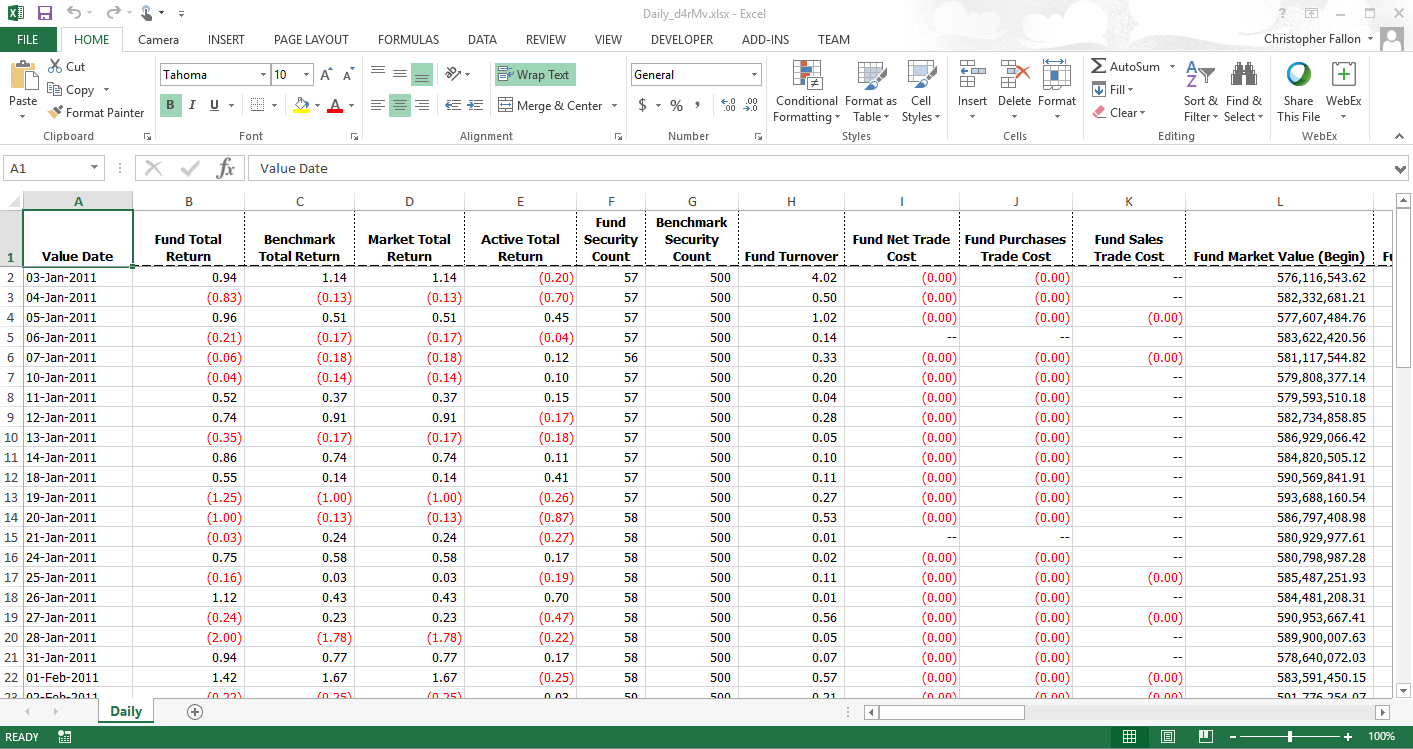 Daily_d4rMv.xlsx - Excel
FILE HOME Camera INSERT PAGE LAYOUT FORMULAS DATA REVIEW VIEW DEVELOPER ADD-INS TEAM Christopher Fallon
Paste Cut Copy Format Painter Clipboard
Tahoma 10 B I U Font
Wrap Text Merge & Center Alignment
General $ % , Number
Conditional Formatting Format as Table Cell Styles Styles
Insert Delete Format Cells
AutoSum Fill Clear Sort & Filter Find & Select Editing
Share This File WebEx WebEx
A1 fx Value Date
A B C D E F G H I J K L
1 Value Date Fund Total Return Benchmark Total Return Market Total Return Active Total Return Fund Security Count Benchmark Security Count Fund Turnover Fund Net Trade Cost Fund Purchases Trade Cost Fund Sales Trade Cost Fund Market Value (Begin)
2 03-Jan-2011 0.94 1.14 1.14 (0.20) 57 500 4.02 (0.00) (0.00) -- 576,116,543.62
3 04-Jan-2011 (0.83) (0.13) (0.13) (0.70) 57 500 0.50 (0.00) (0.00) -- 582,332,681.21
4 05-Jan-2011 0.96 0.51 0.51 0.45 57 500 1.02 (0.00) (0.00) (0.00) 577,607,484.76
5 06-Jan-2011 (0.21) (0.17) (0.17) (0.04) 57 500 0.14 -- -- -- 583,622,420.56
6 07-Jan-2011 (0.06) (0.18) (0.18) 0.12 56 500 0.33 (0.00) (0.00) (0.00) 581,117,544.82
7 10-Jan-2011 (0.04) (0.14) (0.14) 0.10 57 500 0.20 (0.00) (0.00) -- 579,808,377.14
8 11-Jan-2011 0.52 0.37 0.37 0.15 57 500 0.04 (0.00) (0.00) -- 579,593,510.18
9 12-Jan-2011 0.74 0.91 0.91 (0.17) 57 500 0.28 (0.00) (0.00) -- 582,734,858.85
10 13-Jan-2011 (0.35) (0.17) (0.17) (0.18) 57 500 0.05 (0.00) (0.00) -- 586,929,066.42
11 14-Jan-2011 0.86 0.74 0.74 0.11 57 500 0.10 (0.00) (0.00) -- 584,820,505.12
12 18-Jan-2011 0.55 0.14 0.14 0.41 57 500 0.11 (0.00) (0.00) -- 590,569,841.91
13 19-Jan-2011 (1.25) (1.00) (1.00) (0.26) 57 500 0.27 (0.00) (0.00) -- 593,688,160.54
14 20-Jan-2011 (1.00) (0.13) (0.13) (0.87) 58 500 0.53 (0.00) (0.00) -- 586,797,408.98
15 21-Jan-2011 (0.03) 0.24 0.24 (0.27) 58 500 0.01 -- -- -- 580,929,977.61
16 24-Jan-2011 0.75 0.58 0.58 0.17 58 500 0.02 (0.00) (0.00) -- 580,798,987.28
17 25-Jan-2011 (0.16) 0.03 0.03 (0.19) 58 500 0.11 (0.00) (0.00) (0.00) 585,487,251.93
18 26-Jan-2011 1.12 0.43 0.43 0.70 58 500 0.01 (0.00) (0.00) -- 584,481,208.31
19 27-Jan-2011 (0.24) 0.23 0.23 (0.47) 58 500 0.56 (0.00) (0.00) (0.00) 590,953,667.41
20 28-Jan-2011 (2.00) (1.78) (1.78) (0.22) 58 500 0.05 (0.00) (0.00) -- 589,900,007.63
21 31-Jan-2011 0.94 0.77 0.77 0.17 58 500 0.07 (0.00) (0.00) -- 578,640,072.03
22 01-Feb-2011 1.42 1.67 1.67 (0.25) 58 500 0.57 (0.00) (0.00) (0.00) 583,591,450.15
Daily
READY 100%